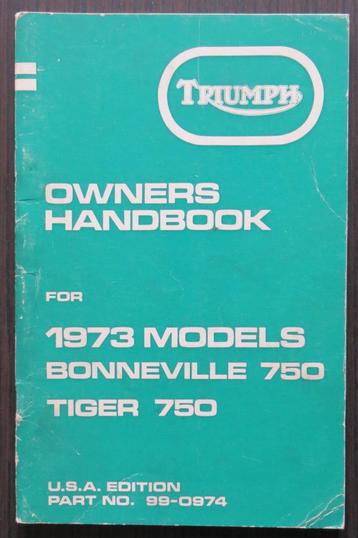 TRIUMPH
OWNERS
HANDBOOK
FOR
1973 MODELS
BONNEVILLE 750
TIGER 750
U.S.A. EDITION
PART NO. 99-0974